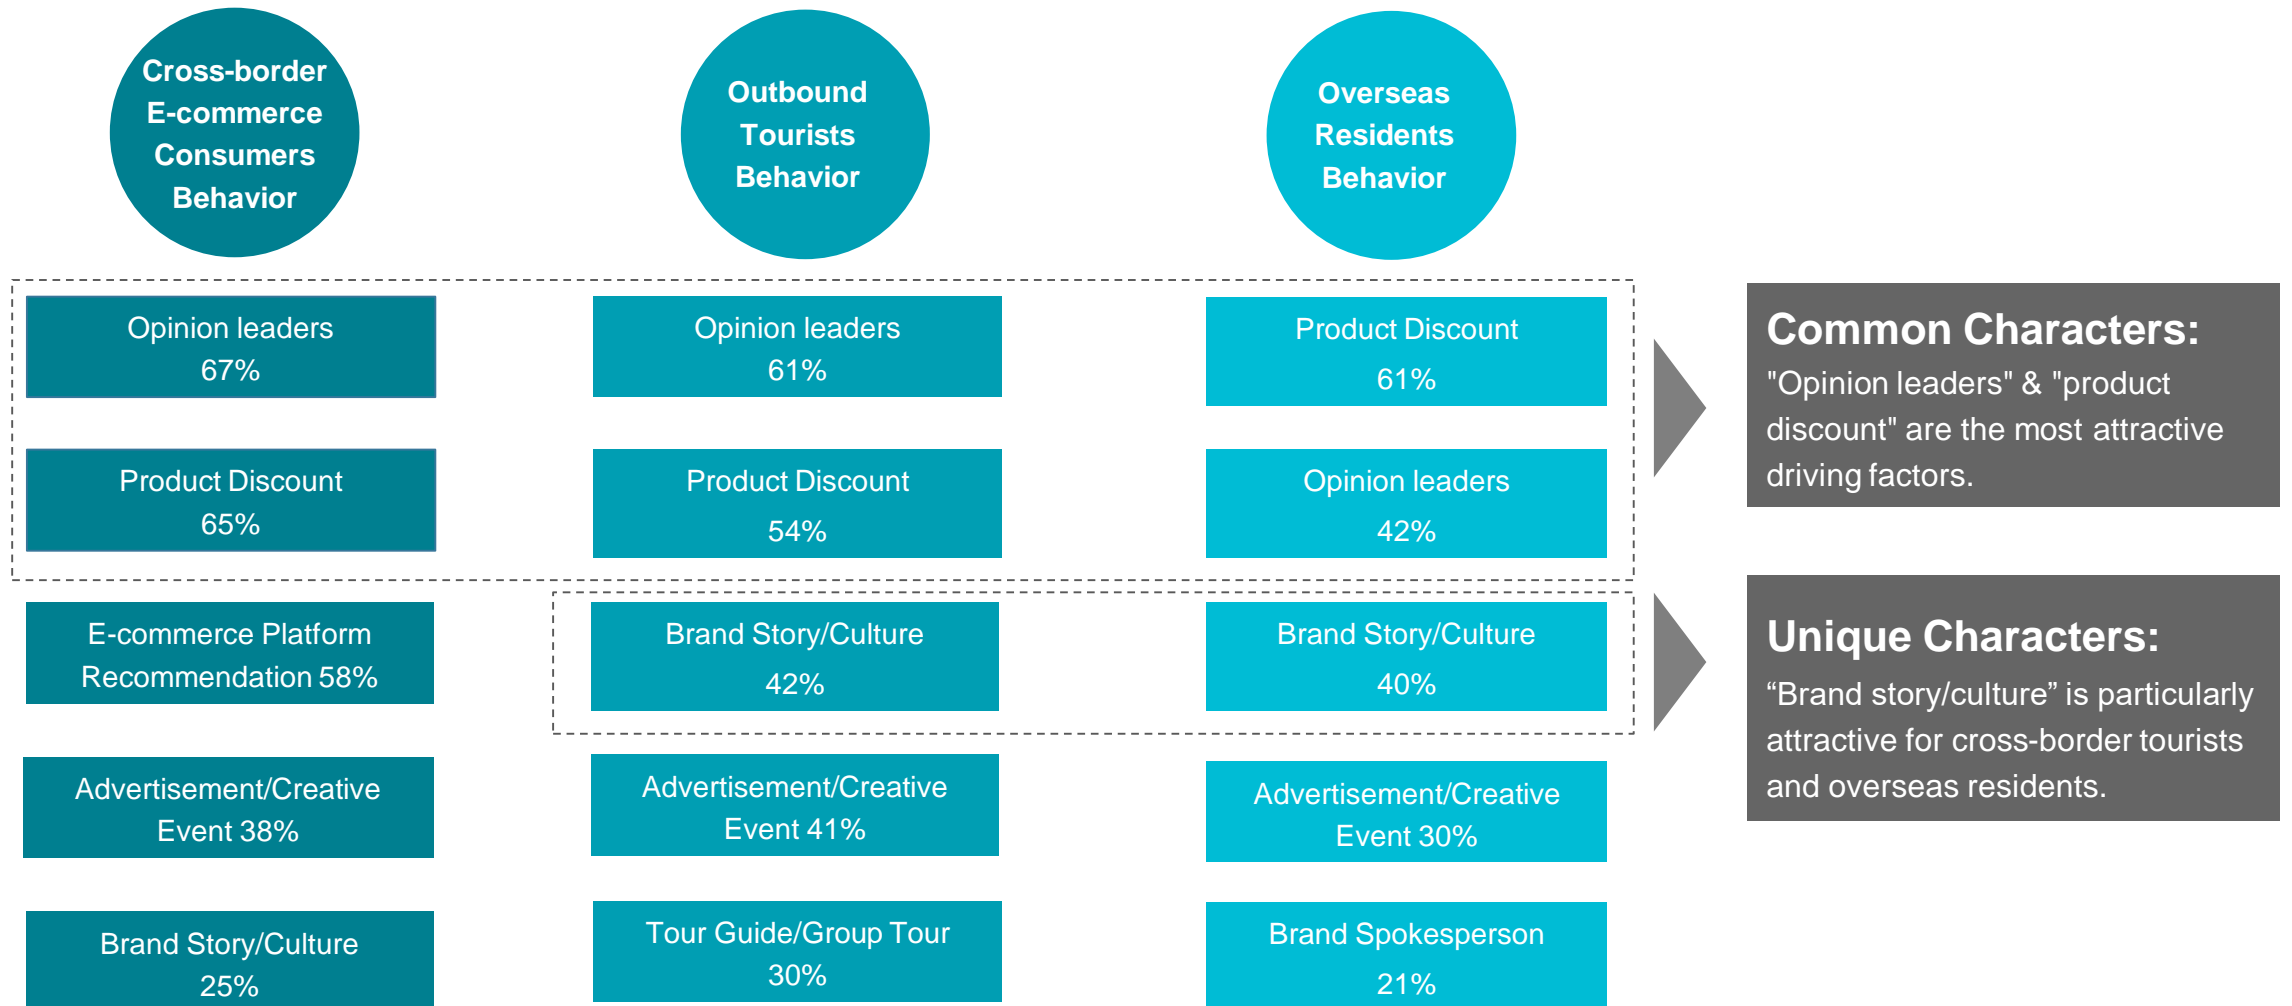 Cross-border
E-commerce
Consumers
Behavior
Outbound
Tourists
Behavior
Overseas
Residents
Behavior
Opinion leaders
67%
Opinion leaders
61%
Product Discount
61%
Common Characters:
"Opinion leaders" & "product
discount" are the most attractive
driving factors.
Product Discount
65%
Product Discount
54%
Opinion leaders
42%
E-commerce Platform
Recommendation 58%
Brand Story/Culture
42%
Brand Story/Culture
40%
Unique Characters:
“Brand story/culture” is particularly
attractive for cross-border tourists
and overseas residents.
Advertisement/Creative
Event 38%
Advertisement/Creative
Event 41%
Advertisement/Creative
Event 30%
Brand Story/Culture
25%
Tour Guide/Group Tour
30%
Brand Spokesperson
21%